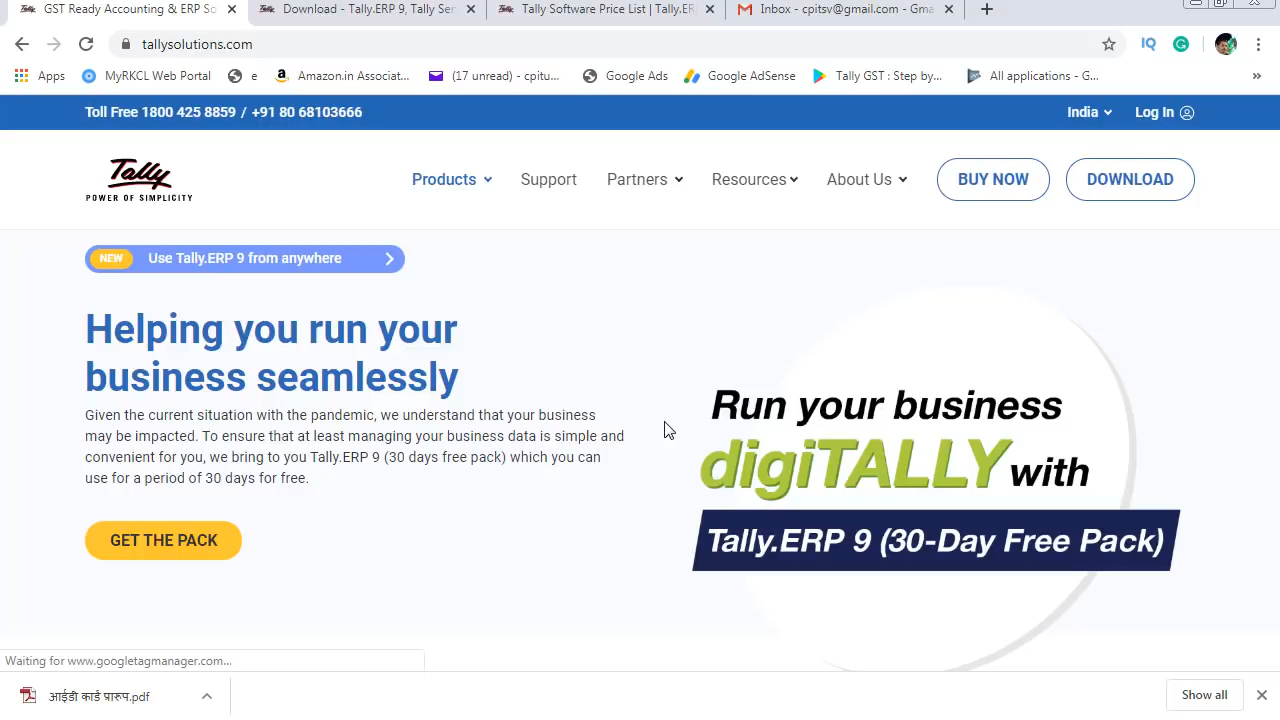 GST Ready Accounting & ERP So
Download - Tally.ERP 9, Tally Ser
Tally Software Price List | Tally.ER
Inbox - cpitsv@gmail.com - Gma
tallysolutions.com
IQ
Apps
MyRKCL Web Portal
e
Amazon.in Associat...
(17 unread) - cpitu...
Google Ads
Google AdSense
Tally GST : Step by...
All applications - G...
Toll Free 1800 425 8859 / +91 80 68103666
India
Log In
Tally
POWER OF SIMPLICITY
Products
Support
Partners
Resources
About Us
BUY NOW
DOWNLOAD
NEW
Use Tally.ERP 9 from anywhere
Helping you run your
business seamlessly
Given the current situation with the pandemic, we understand that your business
may be impacted. To ensure that at least managing your business data is simple and
convenient for you, we bring to you Tally.ERP 9 (30 days free pack) which you can
use for a period of 30 days for free.
GET THE PACK
Run your business
digiTALLY with
Tally.ERP 9 (30-Day Free Pack)
Waiting for www.googletagmanager.com...
आईडी कार्ड प्रारुप.pdf
Show all